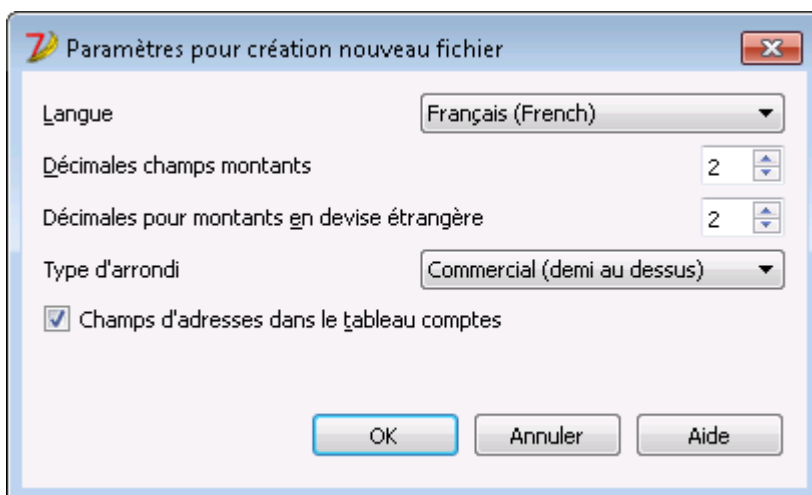 Paramètres pour création nouveau fichier
Langue Français (French)
Décimales champs montants 2
Décimales pour montants en devise étrangère 2
Type d'arrondi Commercial (demi au dessus)
Champs d'adresses dans le tableau comptes
OK Annuler Aide